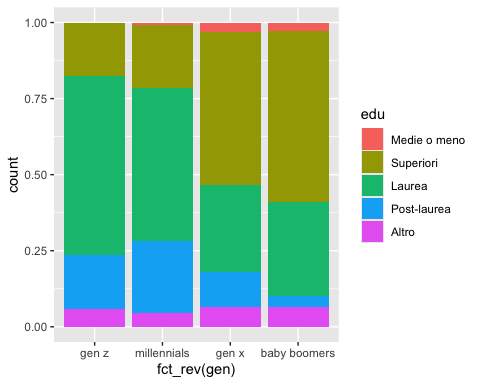 1.00
0.75
0.50
0.25
0.00
count
gen z
millennials
gen x
baby boomers
fct_rev(gen)
edu
Medie o meno
Superiori
Laurea
Post-laurea
Altro